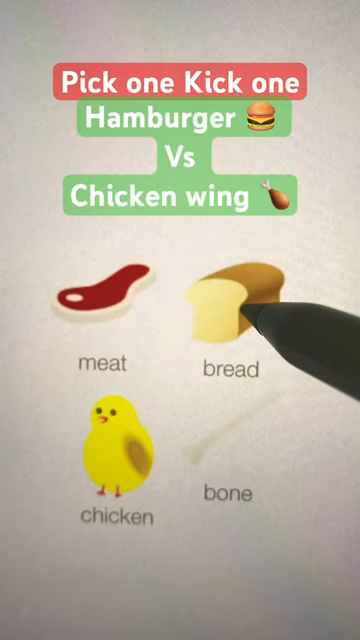 Pick one Kick one
Hamburger 🍔
Vs
Chicken wing 🍗
meat
bread
chicken
bone